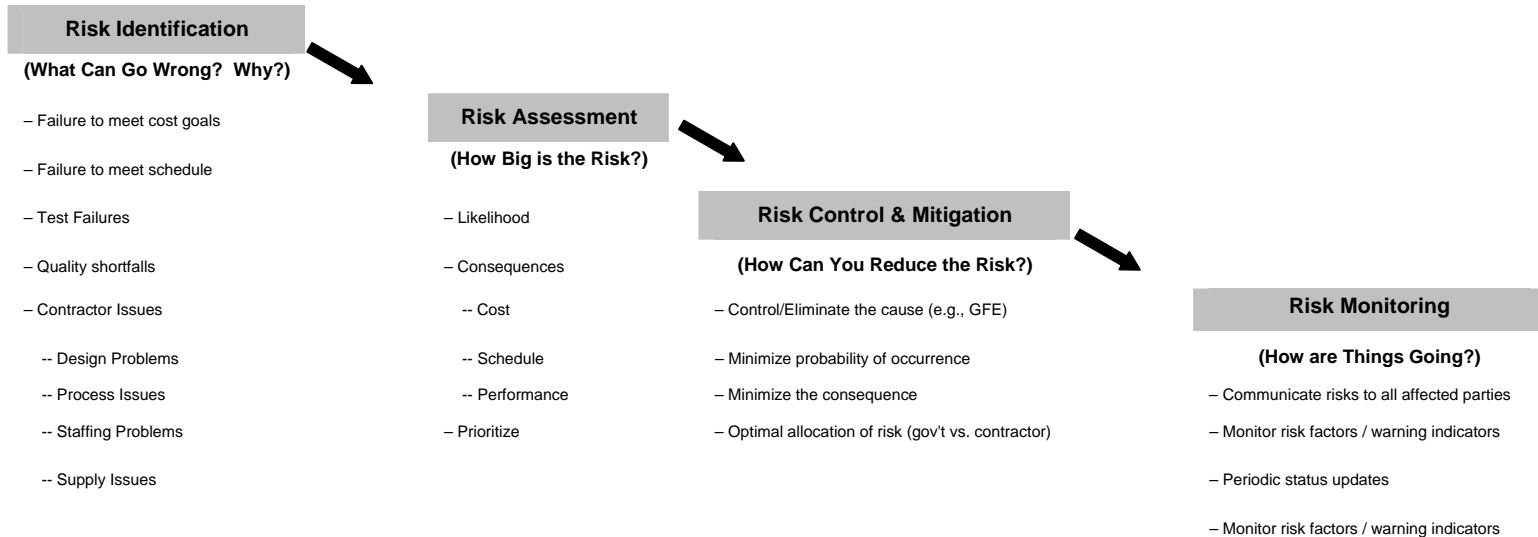 Risk Identification
(What Can Go Wrong?  Why?)
– Failure to meet cost goals
– Failure to meet schedule
– Test Failures
– Quality shortfalls
– Contractor Issues
-- Design Problems
-- Process Issues
-- Staffing Problems
-- Supply Issues
Risk Assessment
(How Big is the Risk?)
– Likelihood
– Consequences
-- Cost
-- Schedule
-- Performance
– Prioritize
Risk Control & Mitigation
(How Can You Reduce the Risk?)
– Control/Eliminate the cause (e.g., GFE)
– Minimize probability of occurrence
– Minimize the consequence
– Optimal allocation of risk (gov't vs. contractor)
Risk Monitoring
(How are Things Going?)
– Communicate risks to all affected parties
– Monitor risk factors / warning indicators
– Periodic status updates
– Monitor risk factors / warning indicators